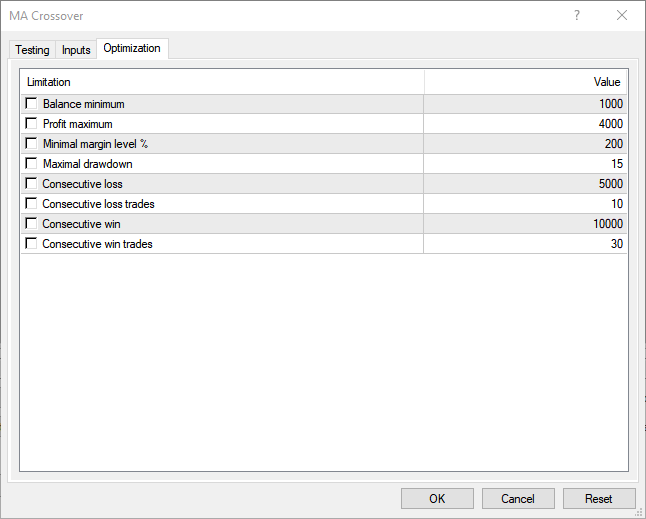 MA Crossover
?
Testing Inputs Optimization
Limitation Value
Balance minimum 1000
Profit maximum 4000
Minimal margin level % 200
Maximal drawdown 15
Consecutive loss 5000
Consecutive loss trades 10
Consecutive win 10000
Consecutive win trades 30
OK Cancel Reset